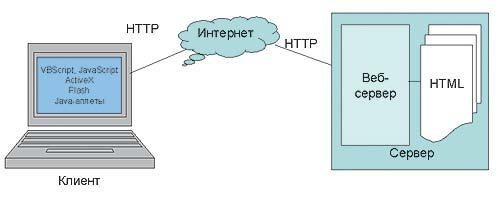 HTTP
Интернет
HTTP
VBScript, JavaScript
ActiveX
Flash
Java-апплеты
Веб-
сервер
HTML
Сервер
Клиент